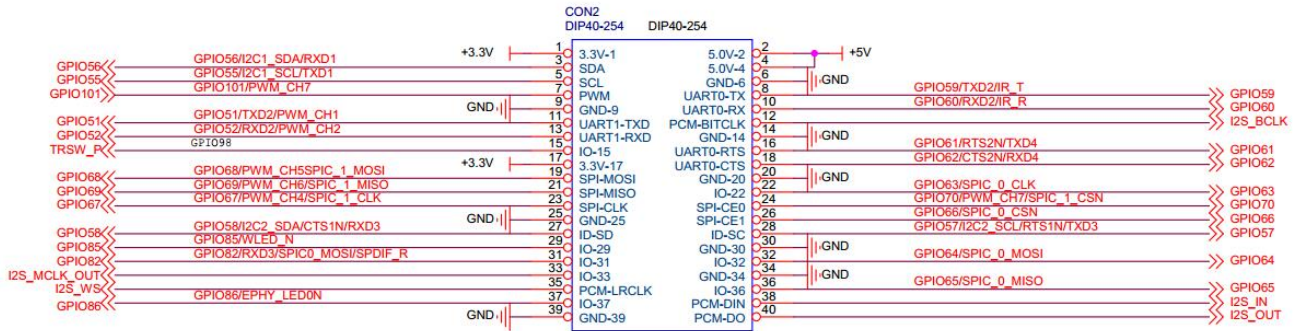 CON2
DIP40-254 DIP40-254
+3.3V 1 3.3V-1 5.0V-2 2 +5V
GPIO56 GPIO56/I2C1_SDA/RXD1 3 SDA 5.0V-4 4
GPIO55 GPIO55/I2C1_SCL/TXD1 5 SCL GND-6 6 GND
GPIO101 GPIO101/PWM_CH7 7 PWM UART0-TX 8 GPIO59/TXD2/IR_T GPIO59
GND 9 GND-9 UART0-RX 10 GPIO60/RXD2/IR_R GPIO60
GPIO51 GPIO51/TXD2/PWM_CH1 11 UART1-TXD PCM-BITCLK 12 I2S_BCLK
GPIO52 GPIO52/RXD2/PWM_CH2 13 UART1-RXD GND-14 14 GND
TRSW_P GPIO98 15 IO-15 UART0-RTS 16 GPIO61/RTS2N/TXD4 GPIO61
+3.3V 17 3.3V-17 UART0-CTS 18 GPIO62/CTS2N/RXD4 GPIO62
GPIO68 GPIO68/PWM_CH5SPIC_1_MOSI 19 SPI-MOSI GND-20 20 GND
GPIO69 GPIO69/PWM_CH6/SPIC_1_MISO 21 SPI-MISO IO-22 22 GPIO63/SPIC_0_CLK GPIO63
GPIO67 GPIO67/PWM_CH4/SPIC_1_CLK 23 SPI-CLK SPI-CE0 24 GPIO70/PWM_CH7/SPIC_1_CSN GPIO70
GND 25 GND-25 SPI-CE1 26 GPIO66/SPIC_0_CSN GPIO66
GPIO58 GPIO58/I2C2_SDA/CTS1N/RXD3 27 ID-SD ID-SC 28 GPIO57/I2C2_SCL/RTS1N/TXD3 GPIO57
GPIO85 GPIO85/WLED_N 29 IO-29 GND-30 30 GND
GPIO82 GPIO82/RXD3/SPIC0_MOSI/SPDIF_R 31 IO-31 IO-32 32 GPIO64/SPIC_0_MOSI GPIO64
I2S_MCLK_OUT 33 IO-33 GND-34 34 GND
I2S_WS 35 PCM-LRCLK IO-36 36 GPIO65/SPIC_0_MISO GPIO65
GPIO86 GPIO86/EPHY_LED0N 37 IO-37 PCM-DIN 38 I2S_IN
GND 39 GND-39 PCM-DO 40 I2S_OUT